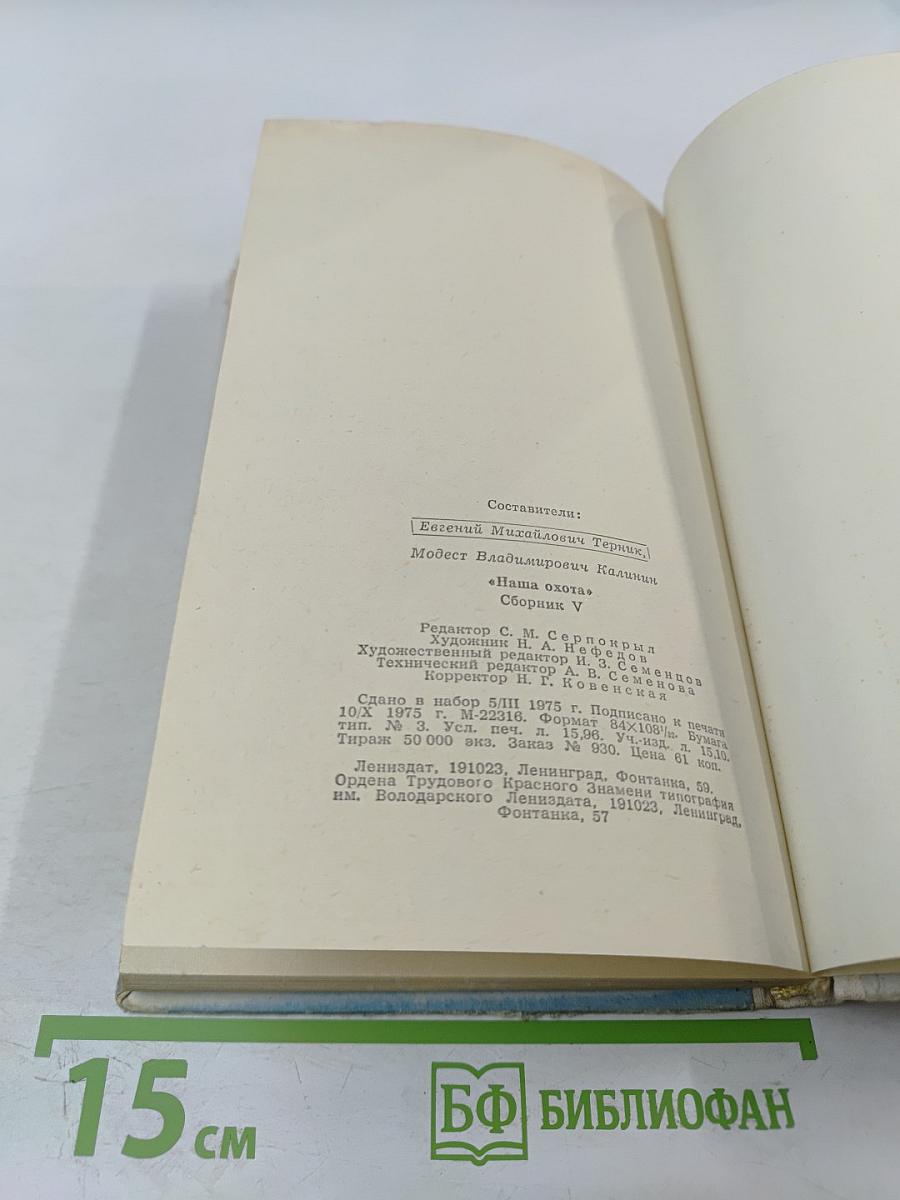 Составители:
Евгений Михайлович Терник,
Модест Владимирович Калинин
«Наша охота»
Сборник V
Редактор С. М. Серпокрыл
Художник Н. А. Нефедов
Художественный редактор И. З. Семенцов
Технический редактор А. В. Семенова
Корректор Н. Г. Ковенская
Сдано в набор 5/III 1975 г. Подписано к печати
10/X 1975 г. М-22316. Формат 84×108¹/₃₂. Бумага
тип. № 3. Усл. печ. л. 15,96. Уч.-изд. л. 15,10.
Тираж 50 000 экз. Заказ № 930. Цена 61 коп.
Лениздат, 191023, Ленинград, Фонтанка, 59.
Ордена Трудового Красного Знамени типография
им. Володарского Лениздата, 191023, Ленинград,
Фонтанка, 57
15 см
БФ БИБЛИОФАН